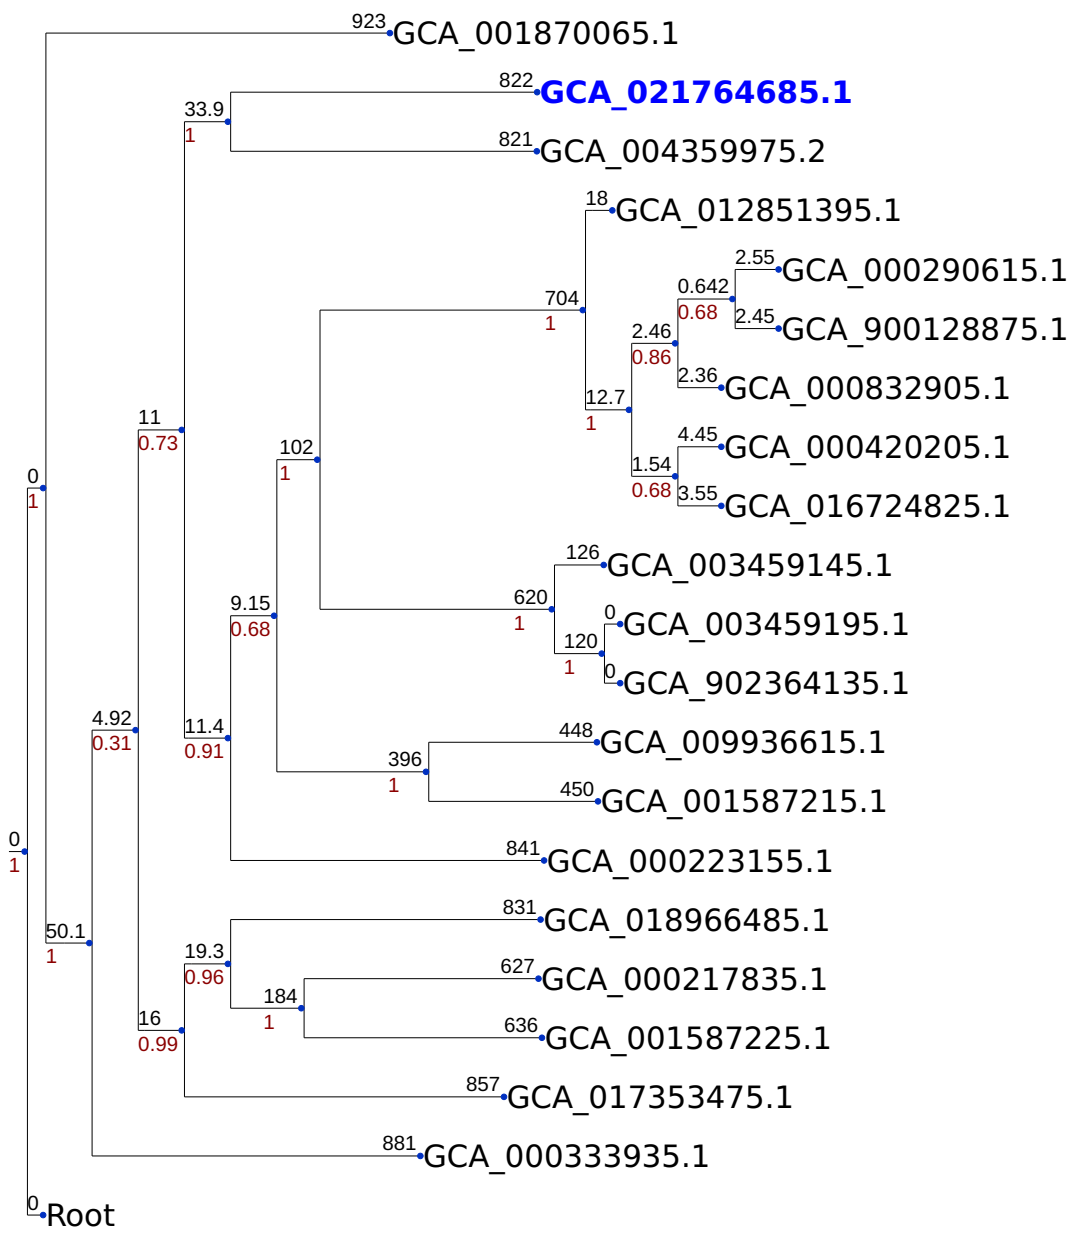 923 GCA_001870065.1
822 GCA_021764685.1
33.9
1
821 GCA_004359975.2
18 GCA_012851395.1
2.55 GCA_000290615.1
0.642
0.68
704
1
2.45 GCA_900128875.1
2.46
0.86
2.36 GCA_000832905.1
12.7
1
11
0.73
4.45 GCA_000420205.1
102
1
1.54
0.68
0
1
3.55 GCA_016724825.1
126 GCA_003459145.1
620
1
9.15
0.68
0 GCA_003459195.1
120
1
0 GCA_902364135.1
4.92
0.31
11.4
0.91
448 GCA_009936615.1
396
1
450 GCA_001587215.1
0
1
841 GCA_000223155.1
831 GCA_018966485.1
50.1
1
19.3
0.96
627 GCA_000217835.1
184
1
16
0.99
636 GCA_001587225.1
857 GCA_017353475.1
881 GCA_000333935.1
0 Root